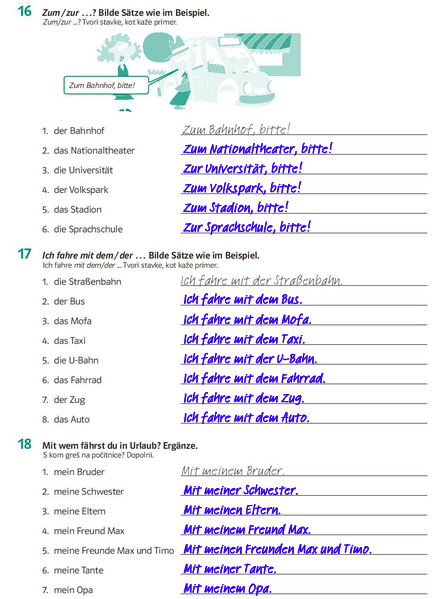 16 Zum / zur …? Bilde Sätze wie im Beispiel.
Zum/zur ...? Tvori stavke, kot kaže primer.
Zum Bahnhof, bitte!
1. der Bahnhof Zum Bahnhof, bitte!
2. das Nationaltheater Zum Nationaltheater, bitte!
3. die Universität Zur Universität, bitte!
4. der Volkspark Zum Volkspark, bitte!
5. das Stadion Zum Stadion, bitte!
6. die Sprachschule Zur Sprachschule, bitte!
17 Ich fahre mit dem / der … Bilde Sätze wie im Beispiel.
Ich fahre mit dem/der ... Tvori stavke, kot kaže primer.
1. die Straßenbahn Ich fahre mit der Straßenbahn.
2. der Bus Ich fahre mit dem Bus.
3. das Mofa Ich fahre mit dem Mofa.
4. das Taxi Ich fahre mit dem Taxi.
5. die U-Bahn Ich fahre mit der U-Bahn.
6. das Fahrrad Ich fahre mit dem Fahrrad.
7. der Zug Ich fahre mit dem Zug.
8. das Auto Ich fahre mit dem Auto.
18 Mit wem fährst du in Urlaub? Ergänze.
S kom greš na počitnice? Dopolni.
1. mein Bruder Mit meinem Bruder.
2. meine Schwester Mit meiner Schwester.
3. meine Eltern Mit meinen Eltern.
4. mein Freund Max Mit meinem Freund Max.
5. meine Freunde Max und Timo Mit meinen Freunden Max und Timo.
6. meine Tante Mit meiner Tante.
7. mein Opa Mit meinem Opa.